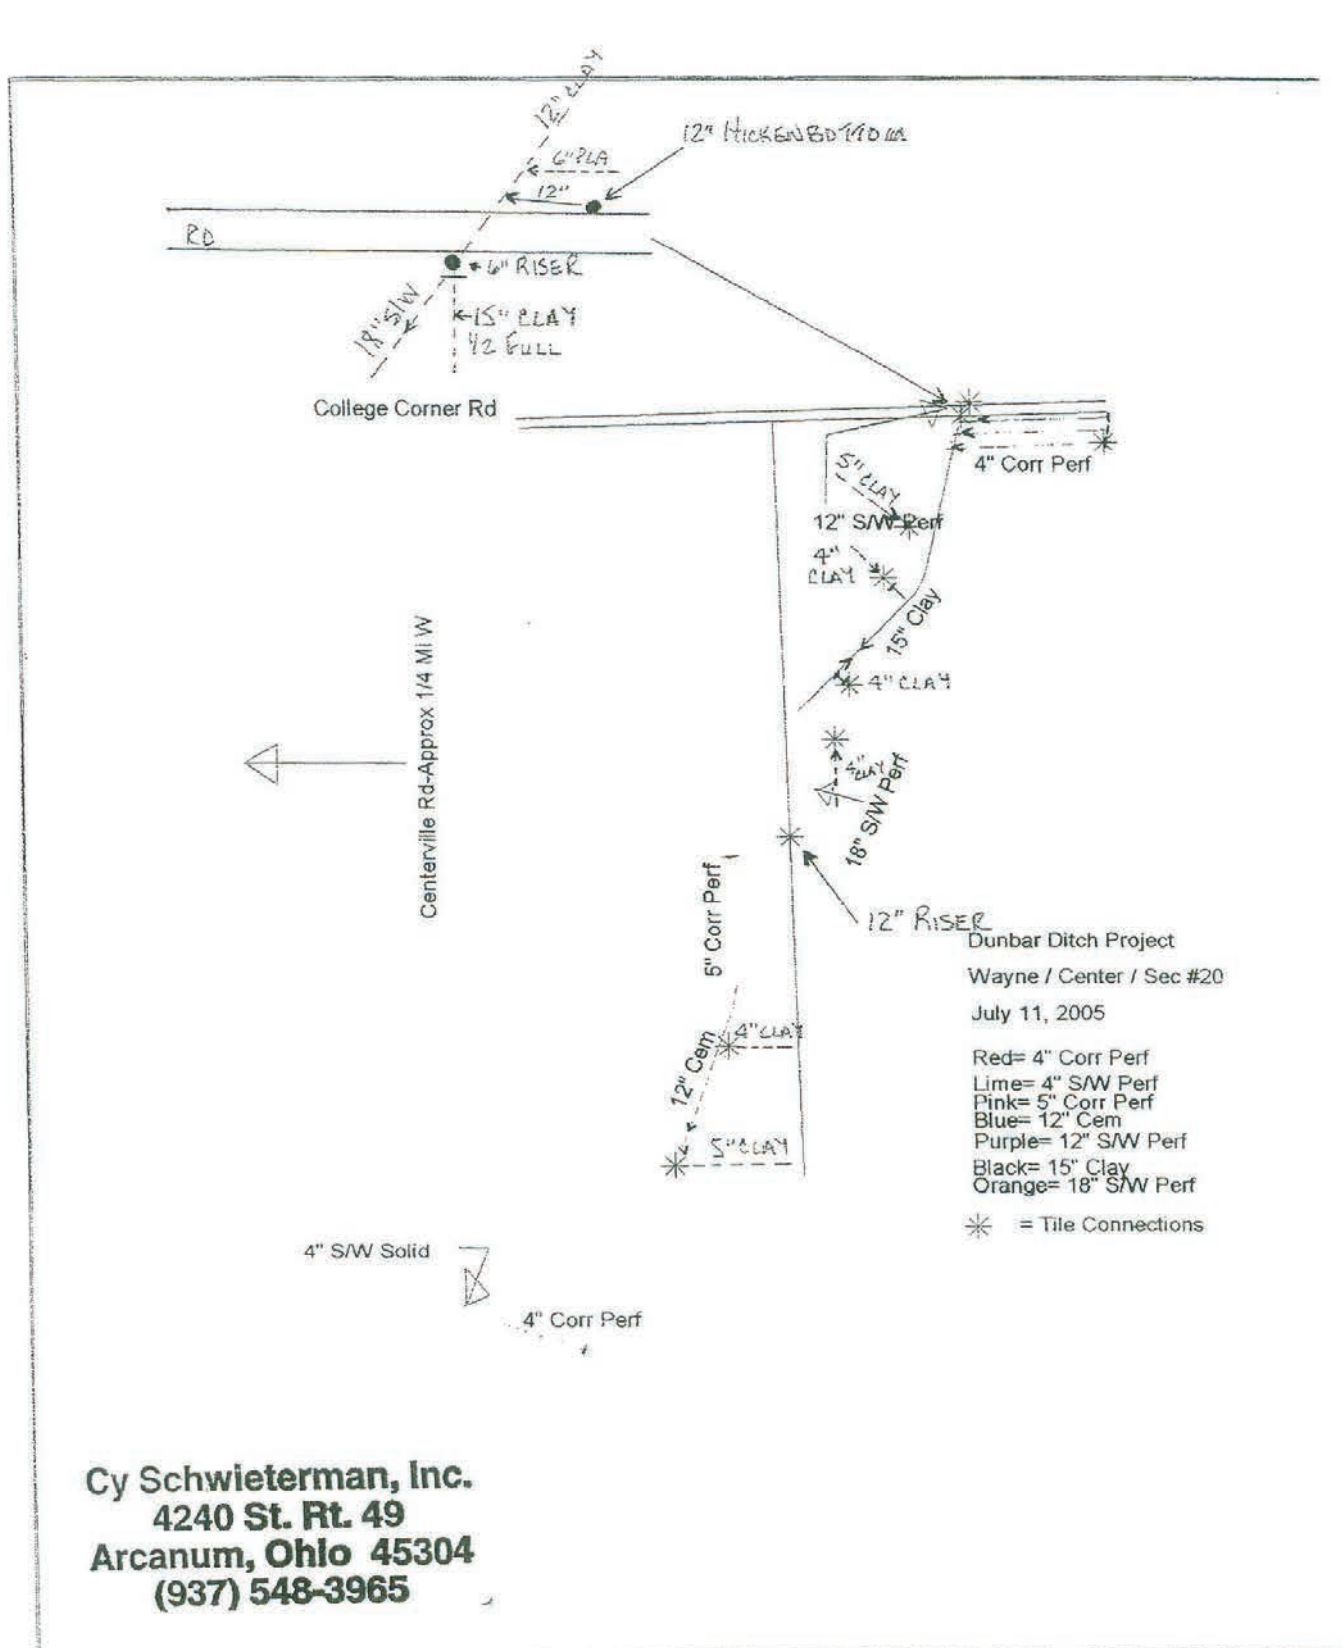 12" CLAY
12" HICKENBOTTOM
6" PLA
12"
RD
6" RISER
18" S/W
15" CLAY
1/2 FULL
College Corner Rd
4" Corr Perf
5" CLAY
12" S/W Perf
4"
CLAY
15" Clay
4" CLAY
Centerville Rd-Approx 1/4 Mi W
4"
CLAY
18" S/W Perf
5" Corr Perf
12" RISER
Dunbar Ditch Project
Wayne / Center / Sec #20
July 11, 2005
4" CLAY
12" Cem
5" CLAY
Red= 4" Corr Perf
Lime= 4" S/W Perf
Pink= 5" Corr Perf
Blue= 12" Cem
Purple= 12" S/W Perf
Black= 15" Clay
Orange= 18" S/W Perf
= Tile Connections
4" S/W Solid
4" Corr Perf
Cy Schwieterman, Inc.
4240 St. Rt. 49
Arcanum, Ohio 45304
(937) 548-3965